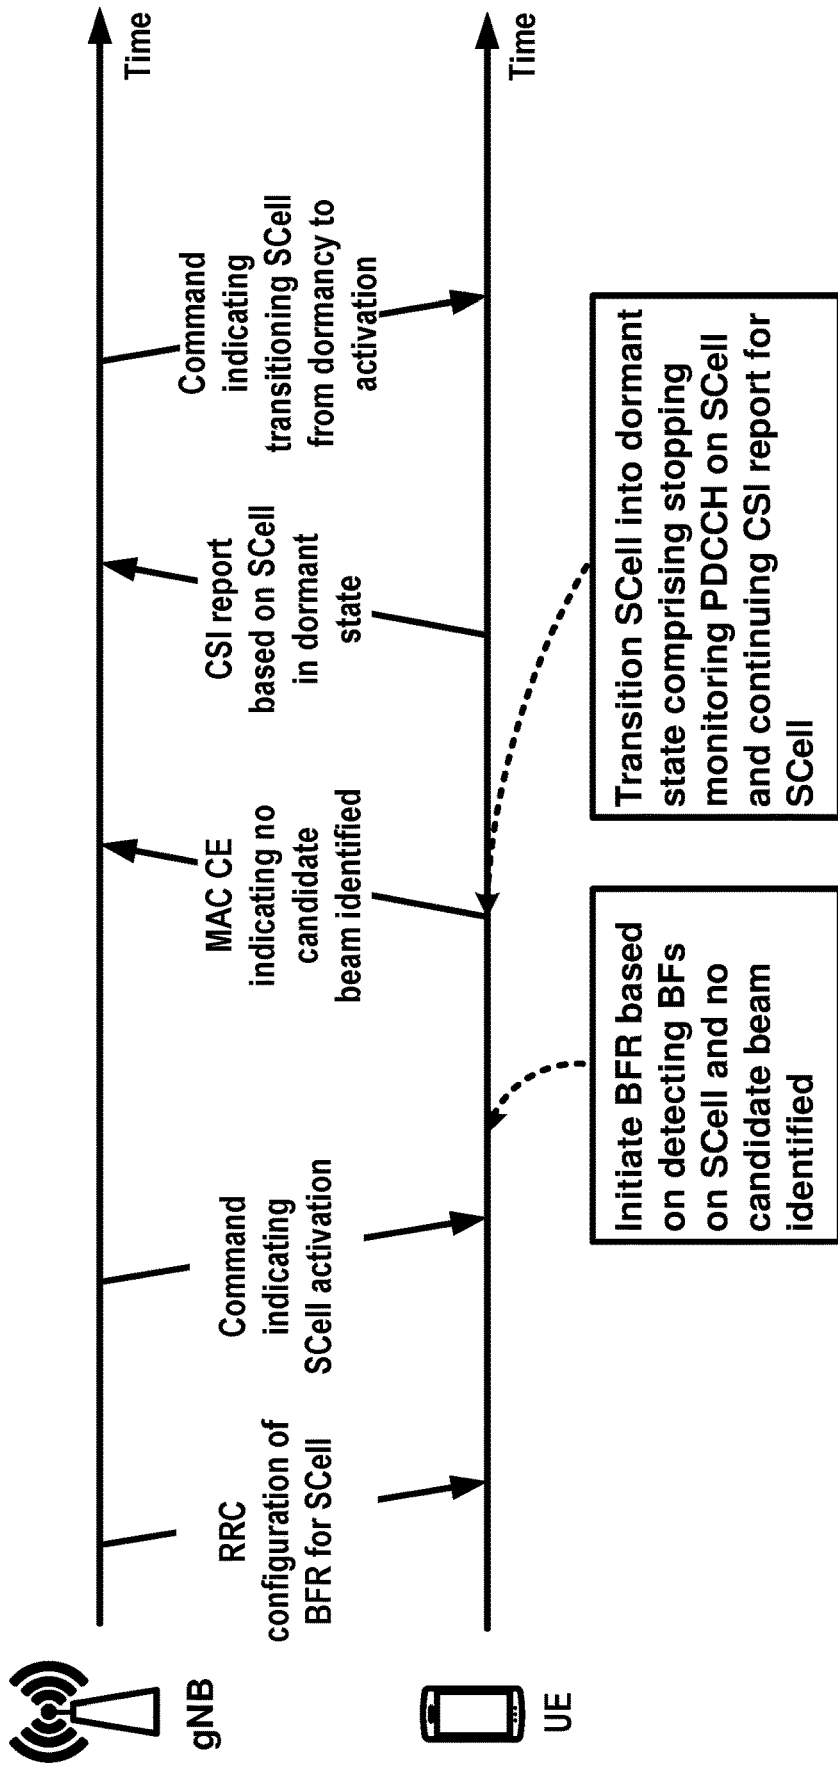 gNB
RRC
configuration of
BFR for SCell
Command
indicating
SCell activation
MAC CE
indicating no
candidate
beam identified
CSI report
based on SCell
in dormant
state
Command
indicating
transitioning SCell
from dormancy to
activation
Time
UE
Time
Initiate BFR based
on detecting BFs
on SCell and no
candidate beam
identified
Transition SCell into dormant
state comprising stopping
monitoring PDCCH on SCell
and continuing CSI report for
SCell